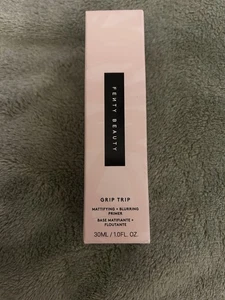 FENTY BEAUTY
GRIP TRIP
MATTIFYING + BLURRING
PRIMER
BASE MATIFIANTE +
FLOUTANTE
30ML / 1.0FL. OZ.